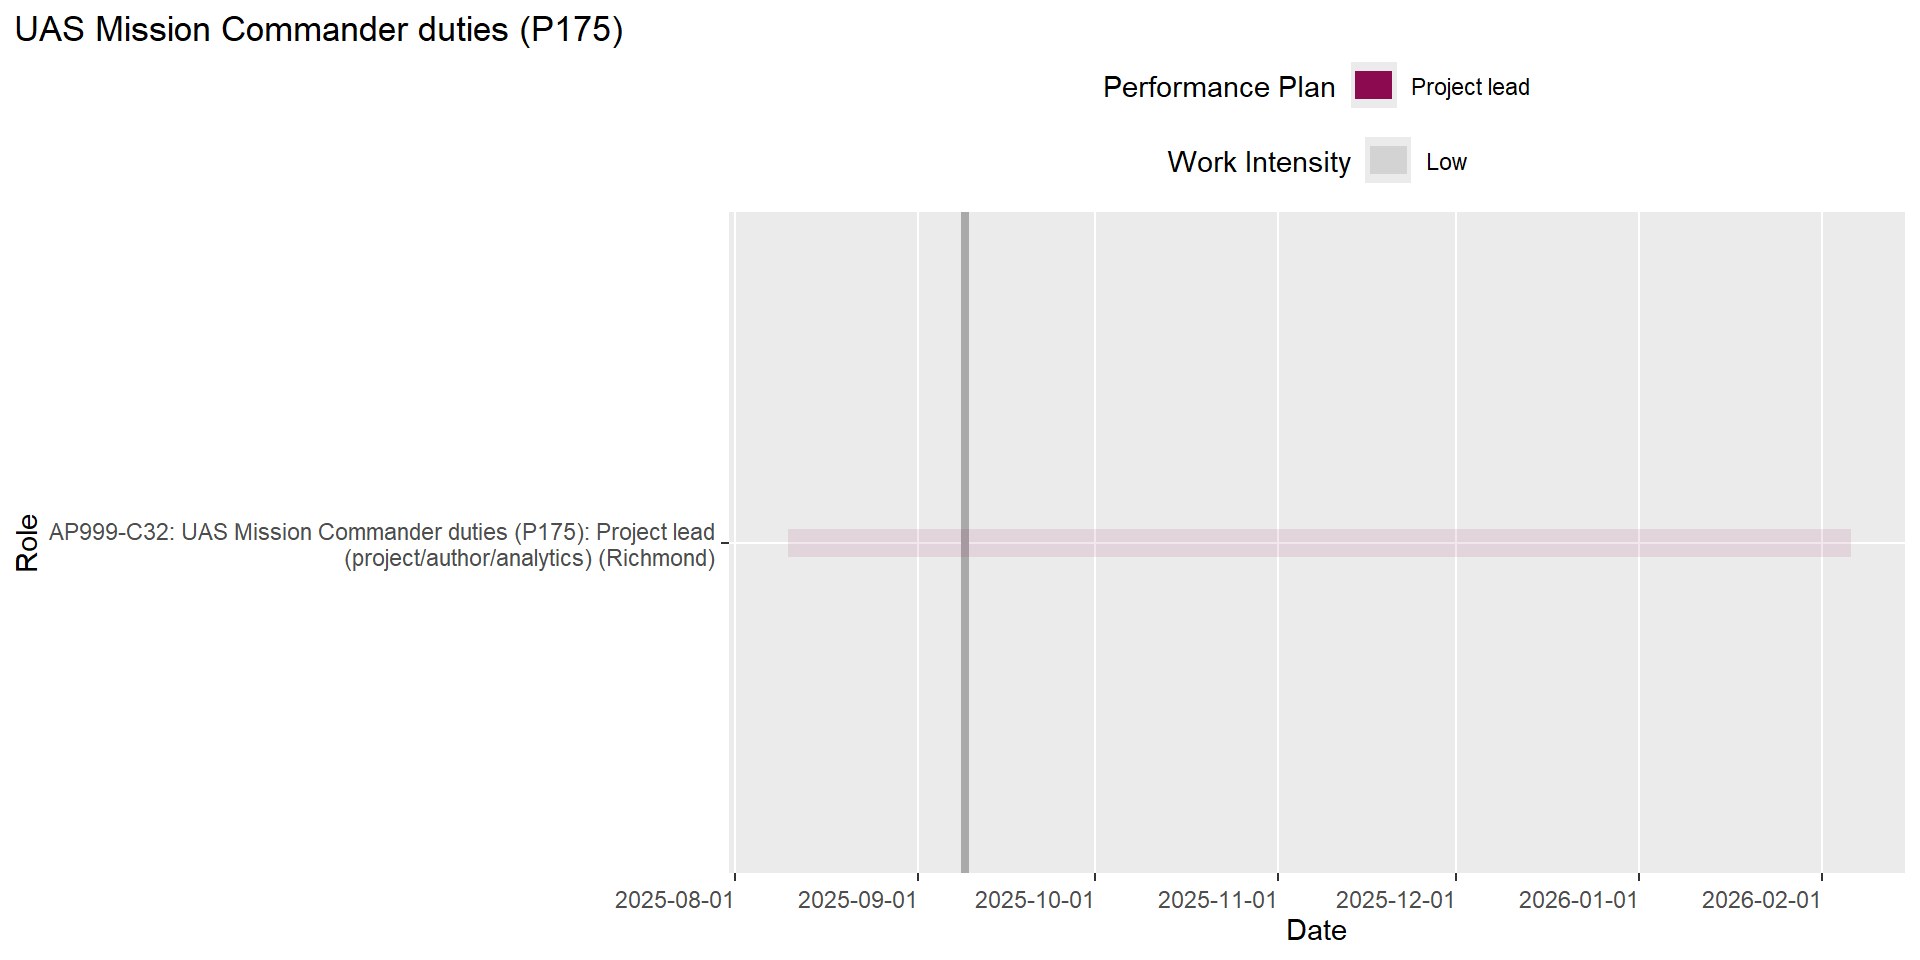 UAS Mission Commander duties (P175)
Performance Plan Project lead
Work Intensity Low
Role
AP999-C32: UAS Mission Commander duties (P175): Project lead
(project/author/analytics) (Richmond)
2025-08-01 2025-09-01 2025-10-01 2025-11-01 2025-12-01 2026-01-01 2026-02-01
Date